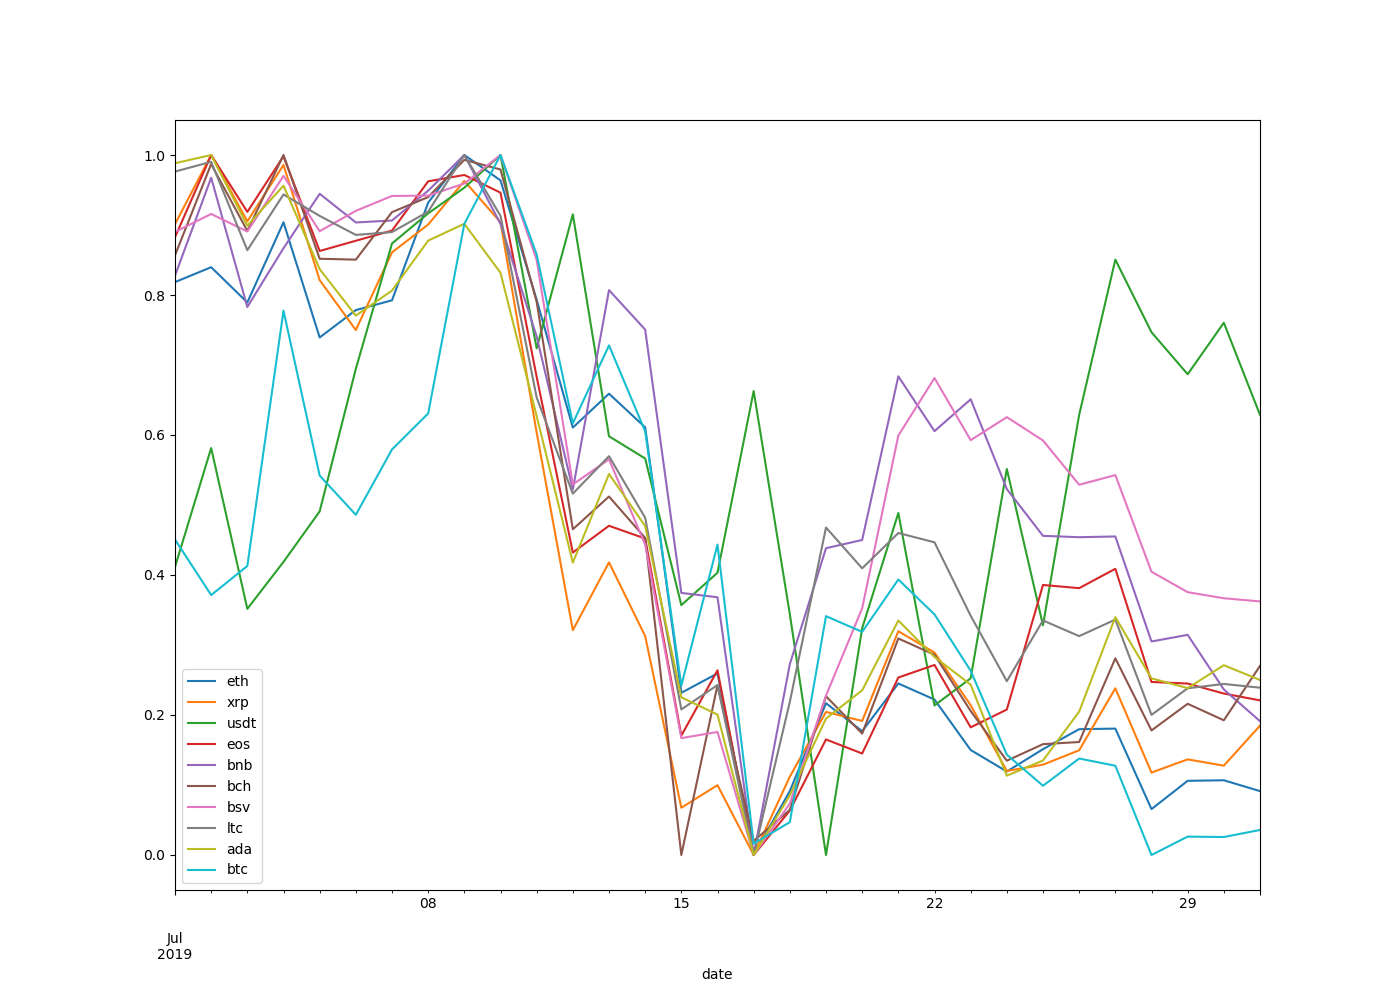 1.0
0.8
0.6
0.4
0.2
0.0
eth
xrp
usdt
eos
bnb
bch
bsv
ltc
ada
btc
08 15 22 29
Jul
2019
date